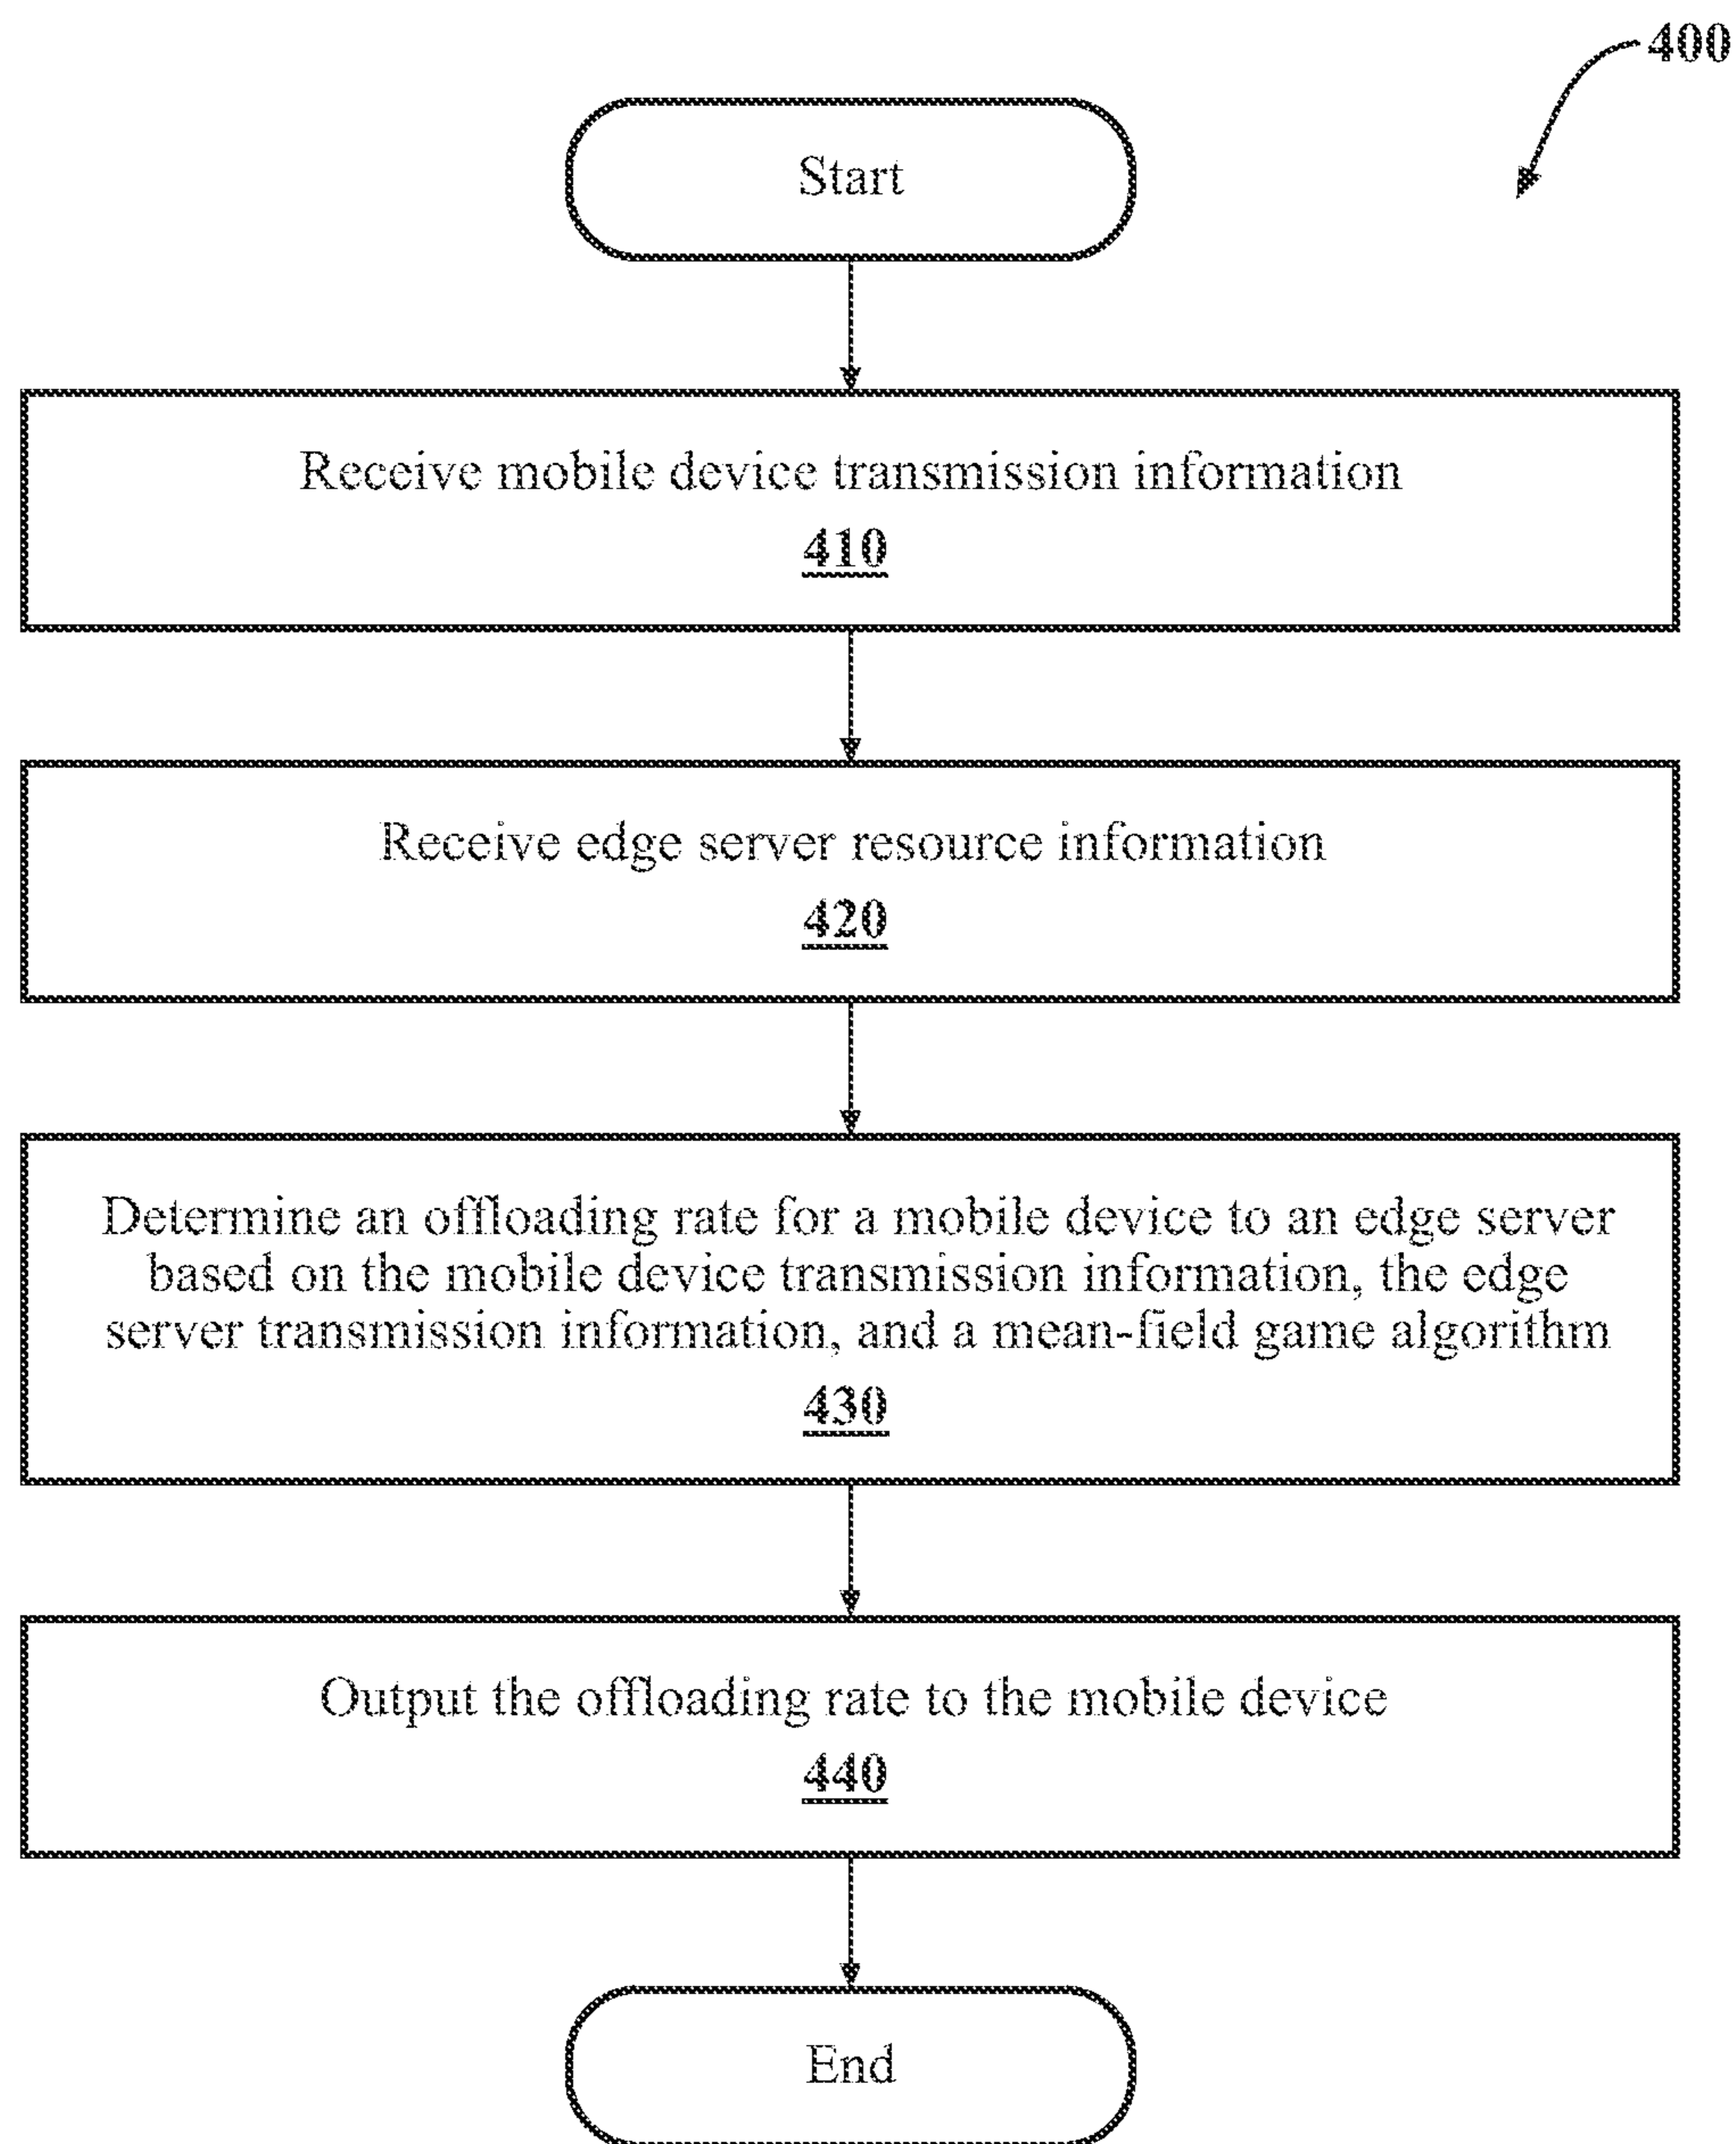 400
Start
Receive mobile device transmission information
410
Receive edge server resource information
420
Determine an offloading rate for a mobile device to an edge server
based on the mobile device transmission information, the edge
server transmission information, and a mean-field game algorithm
430
Output the offloading rate to the mobile device
440
End